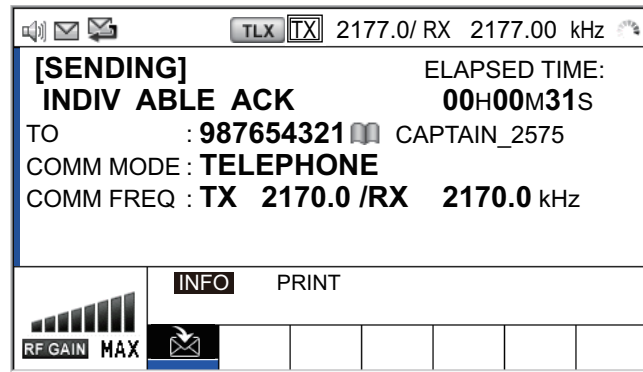 TLX TX 2177.0/ RX 2177.00 kHz
[SENDING] ELAPSED TIME:
INDIV ABLE ACK 00H00M31S
TO : 987654321 CAPTAIN_2575
COMM MODE : TELEPHONE
COMM FREQ : TX 2170.0 /RX 2170.0 kHz
INFO PRINT
RF GAIN MAX